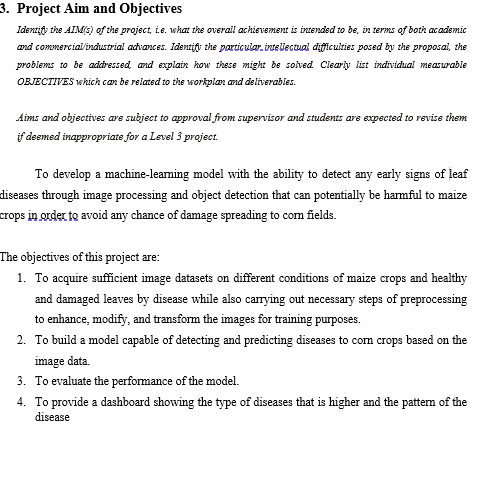 3. Project Aim and Objectives
Identify the AIM(s) of the project, i.e. what the overall achievement is intended to be, in terms of both academic
and commercial/industrial advances. Identify the particular intellectual difficulties posed by the proposal, the
problems to be addressed, and explain how these might be solved. Clearly list individual measurable
OBJECTIVES which can be related to the workplan and deliverables.
Aims and objectives are subject to approval from supervisor and students are expected to revise them
if deemed inappropriate for a Level 3 project.
To develop a machine-learning model with the ability to detect any early signs of leaf
diseases through image processing and object detection that can potentially be harmful to maize
crops in order to avoid any chance of damage spreading to corn fields.
The objectives of this project are:
1. To acquire sufficient image datasets on different conditions of maize crops and healthy
and damaged leaves by disease while also carrying out necessary steps of preprocessing
to enhance, modify, and transform the images for training purposes.
2. To build a model capable of detecting and predicting diseases to corn crops based on the
image data.
3. To evaluate the performance of the model.
4. To provide a dashboard showing the type of diseases that is higher and the pattern of the
disease